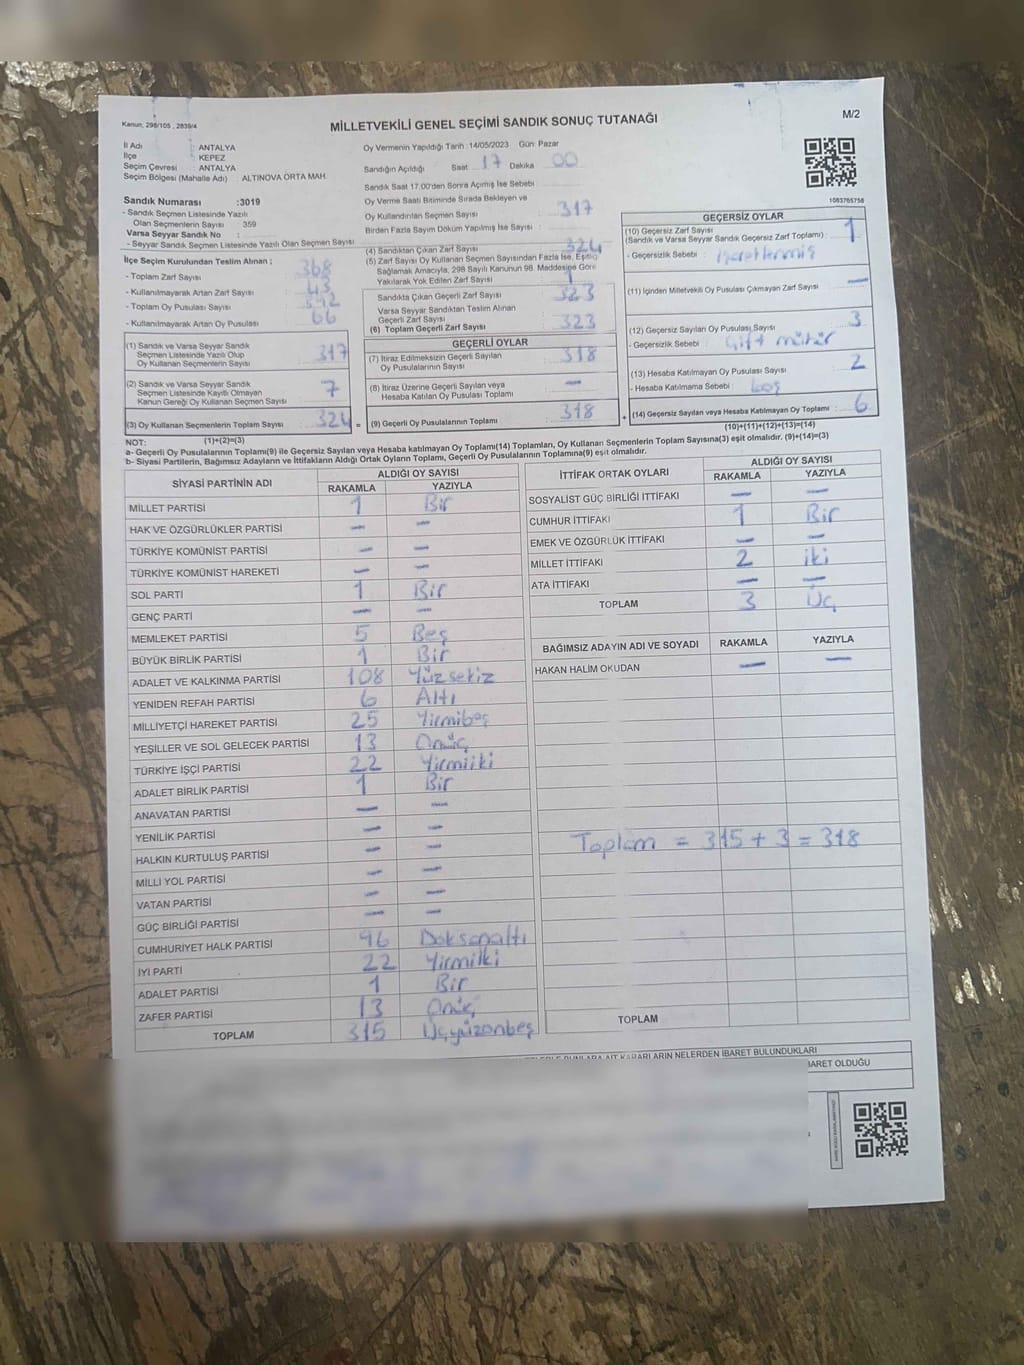 Kanun, 298/105 , 2839/4
MİLLETVEKİLİ GENEL SEÇİMİ SANDIK SONUÇ TUTANAĞI
M/2
İl Adı : ANTALYA
İlçe : KEPEZ
Seçim Çevresi : ANTALYA
Seçim Bölgesi (Mahalle Adı) : ALTINOVA ORTA MAH.
Sandık Numarası :3019
- Sandık Seçmen Listesinde Yazılı
Olan Seçmenlerin Sayısı : 359
Varsa Seyyar Sandık No :
- Seyyar Sandık Seçmen Listesinde Yazılı Olan Seçmen Sayısı :
İlçe Seçim Kurulundan Teslim Alınan ;
- Toplam Zarf Sayısı : 368
- Kullanılmayarak Artan Zarf Sayısı : 43
- Toplam Oy Pusulası Sayısı :
- Kullanılmayarak Artan Oy Pusulası : 66
(1) Sandık ve Varsa Seyyar Sandık
Seçmen Listesinde Yazılı Olup
Oy Kullanan Seçmenlerin Sayısı : 317
(2) Sandık ve Varsa Seyyar Sandık
Seçmen Listesinde Kayıtlı Olmayan
Kanun Gereği Oy Kullanan Seçmen Sayısı : 7
(3) Oy Kullanan Seçmenlerin Toplam Sayısı : 324 =
(1)+(2)=(3)
Oy Vermenin Yapıldığı Tarih : 14/05/2023 Gün: Pazar
Sandığın Açıldığı Saat 17 Dakika 00
Sandık Saat 17.00'den Sonra Açılmış İse Sebebi
Oy Verme Saati Bitiminde Sırada Bekleyen ve
Oy Kullandırılan Seçmen Sayısı : 317
Birden Fazla Sayım Döküm Yapılmış İse Sayısı :
(4) Sandıktan Çıkan Zarf Sayısı : 324
(5) Zarf Sayısı Oy Kullanan Seçmen Sayısından Fazla İse, Eşitliği
Sağlamak Amacıyla, 298 Sayılı Kanunun 98. Maddesine Göre
Yakılarak Yok Edilen Zarf Sayısı : 1
Sandıkta Çıkan Geçerli Zarf Sayısı : 323
Varsa Seyyar Sandıktan Teslim Alınan
Geçerli Zarf Sayısı :
(6) Toplam Geçerli Zarf Sayısı : 323
GEÇERLİ OYLAR
(7) İtiraz Edilmeksizin Geçerli Sayılan
Oy Pusulalarının Sayısı : 318
(8) İtiraz Üzerine Geçerli Sayılan veya
Hesaba Katılan Oy Pusulası Toplamı : —
(9) Geçerli Oy Pusulalarının Toplamı : 318 +
1083765758
GEÇERSİZ OYLAR
(10) Geçersiz Zarf Sayısı
(Sandık ve Varsa Seyyar Sandık Geçersiz Zarf Toplamı) : 1
- Geçersizlik Sebebi : işaretlenmiş
(11) İçinden Milletvekili Oy Pusulası Çıkmayan Zarf Sayısı : —
(12) Geçersiz Sayılan Oy Pusulası Sayısı : 3
- Geçersizlik Sebebi : Çift mühür
(13) Hesaba Katılmayan Oy Pusulası Sayısı : 2
- Hesaba Katılmama Sebebi : boş
(14) Geçersiz Sayılan veya Hesaba Katılmayan Oy Toplamı : 6
(10)+(11)+(12)+(13)=(14)
NOT:
a- Geçerli Oy Pusulalarının Toplamı(9) ile Geçersiz Sayılan veya Hesaba katılmayan Oy Toplamı(14) Toplamları, Oy Kullanan Seçmenlerin Toplam Sayısına(3) eşit olmalıdır. (9)+(14)=(3)
b- Siyasi Partilerin, Bağımsız Adayların ve İttifakların Aldığı Ortak Oyların Toplamı, Geçerli Oy Pusulalarının Toplamına(9) eşit olmalıdır.
SİYASİ PARTİNİN ADI ALDIĞI OY SAYISI
RAKAMLA YAZIYLA
MİLLET PARTİSİ 1 Bir
HAK VE ÖZGÜRLÜKLER PARTİSİ — —
TÜRKİYE KOMÜNİST PARTİSİ — —
TÜRKİYE KOMÜNİST HAREKETİ — —
SOL PARTİ 1 Bir
GENÇ PARTİ — —
MEMLEKET PARTİSİ 5 Beş
BÜYÜK BİRLİK PARTİSİ 1 Bir
ADALET VE KALKINMA PARTİSİ 108 Yüzsekiz
YENİDEN REFAH PARTİSİ 6 Altı
MİLLİYETÇİ HAREKET PARTİSİ 25 Yirmibeş
YEŞİLLER VE SOL GELECEK PARTİSİ 13 Onüç
TÜRKİYE İŞÇİ PARTİSİ 22 Yirmiiki
ADALET BİRLİK PARTİSİ 1 Bir
ANAVATAN PARTİSİ — —
YENİLİK PARTİSİ — —
HALKIN KURTULUŞ PARTİSİ — —
MİLLİ YOL PARTİSİ — —
VATAN PARTİSİ — —
GÜÇ BİRLİĞİ PARTİSİ — —
CUMHURİYET HALK PARTİSİ 96 Doksanaltı
İYİ PARTİ 22 Yirmiiki
ADALET PARTİSİ 1 Bir
ZAFER PARTİSİ 13 Onüç
TOPLAM 315 Üçyüzonbeş
İTTİFAK ORTAK OYLARI ALDIĞI OY SAYISI
RAKAMLA YAZIYLA
SOSYALİST GÜÇ BİRLİĞİ İTTİFAKI — —
CUMHUR İTTİFAKI 1 Bir
EMEK VE ÖZGÜRLÜK İTTİFAKI — —
MİLLET İTTİFAKI 2 iki
ATA İTTİFAKI — —
TOPLAM 3 Üç
BAĞIMSIZ ADAYIN ADI VE SOYADI RAKAMLA YAZIYLA
HAKAN HALİM OKUDAN — —
Toplam = 315 + 3 = 318
TOPLAM
KARARLARIN NELERDEN İBARET BULUNDUKLARI
İBARET OLDUĞU